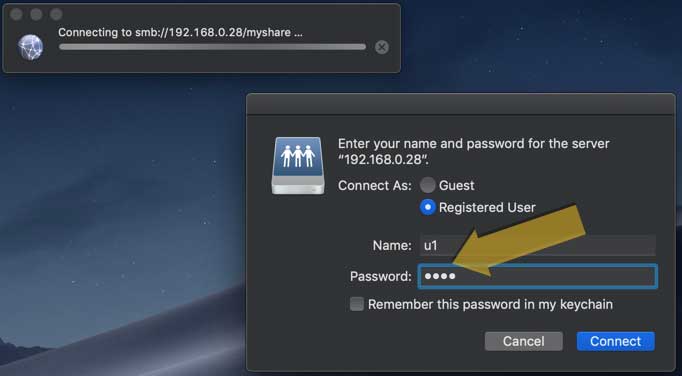 Connecting to smb://192.168.0.28/myshare ...
Enter your name and password for the server
“192.168.0.28”.
Connect As: Guest
Registered User
Name: u1
Password: ••••
Remember this password in my keychain
Cancel Connect